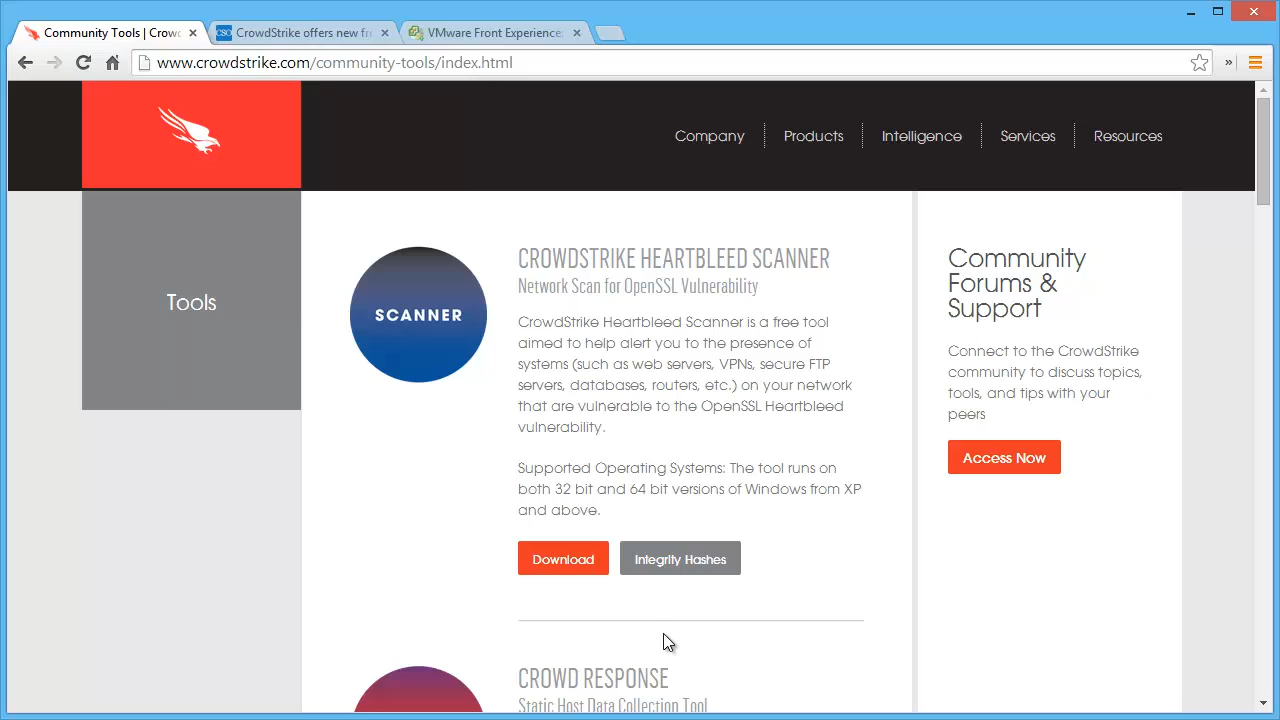 Community Tools | Crowd
CrowdStrike offers new fr
VMware Front Experience
www.crowdstrike.com/community-tools/index.html
Company
Products
Intelligence
Services
Resources
Tools
SCANNER
CROWDSTRIKE HEARTBLEED SCANNER
Network Scan for OpenSSL Vulnerability
CrowdStrike Heartbleed Scanner is a free tool
aimed to help alert you to the presence of
systems (such as web servers, VPNs, secure FTP
servers, databases, routers, etc.) on your network
that are vulnerable to the OpenSSL Heartbleed
vulnerability.
Supported Operating Systems: The tool runs on
both 32 bit and 64 bit versions of Windows from XP
and above.
Download
Integrity Hashes
CROWD RESPONSE
Static Host Data Collection Tool
Community
Forums &
Support
Connect to the CrowdStrike
community to discuss topics,
tools, and tips with your
peers
Access Now